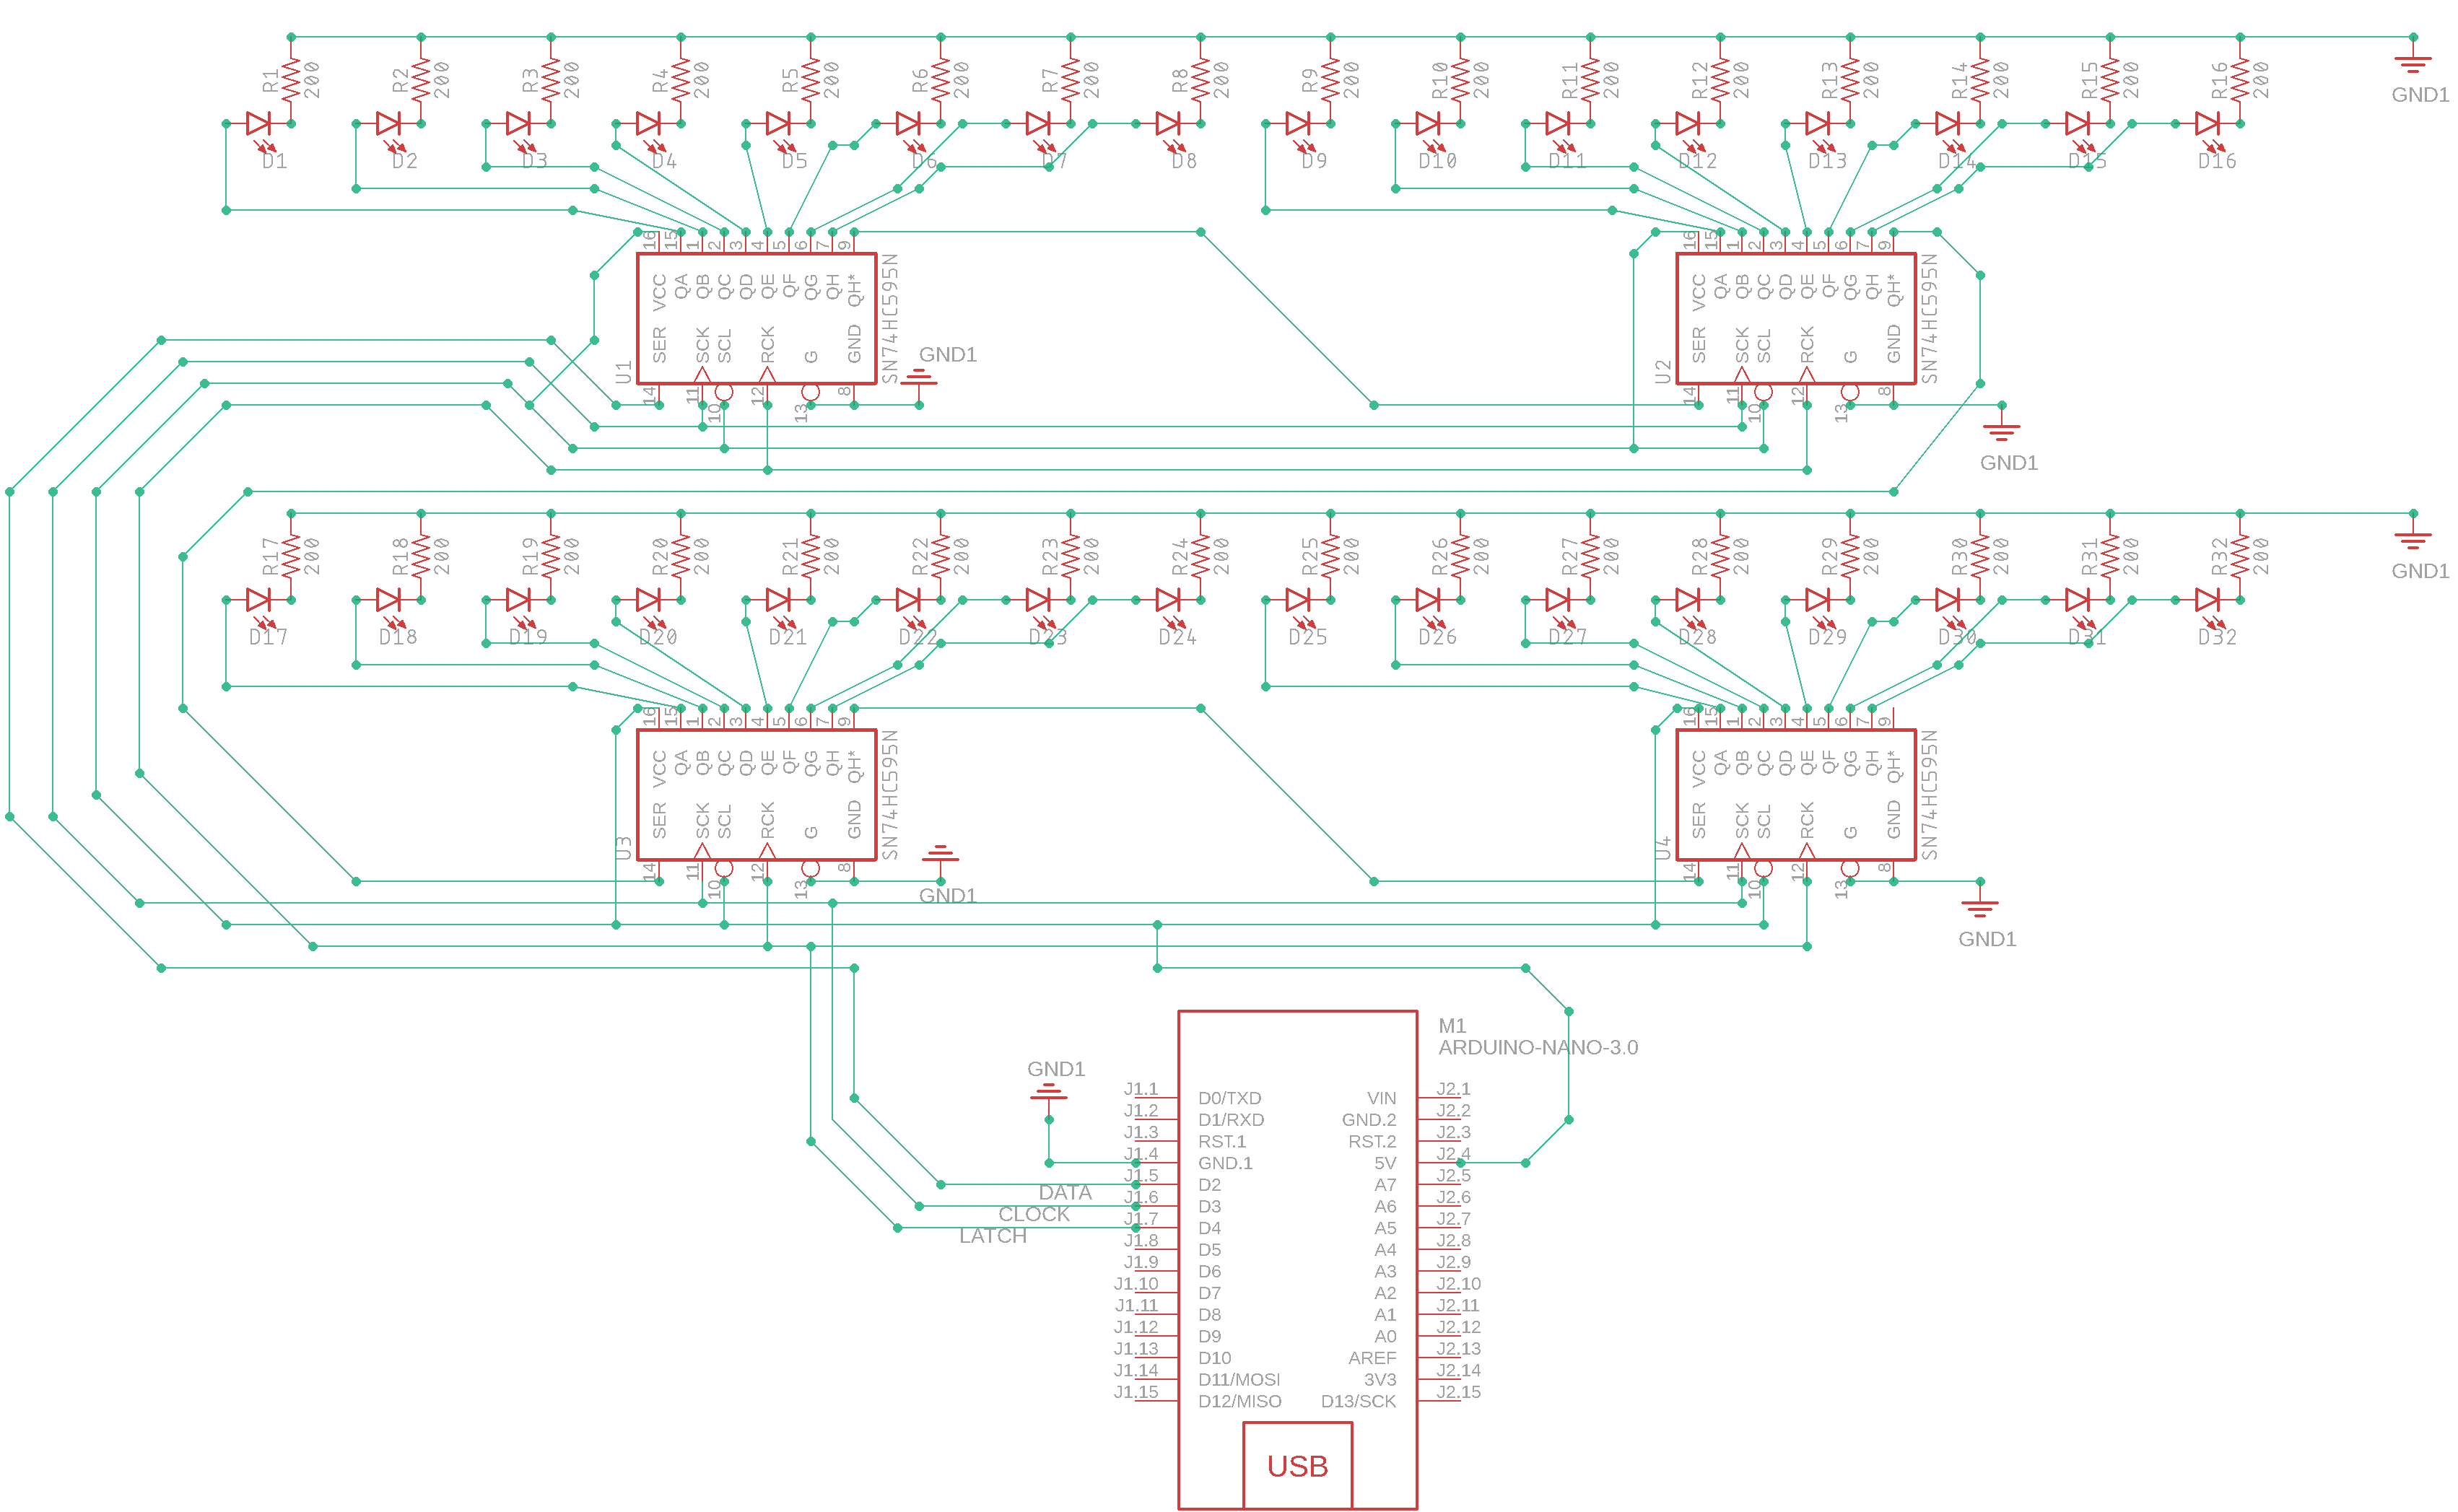 R1 200 R2 200 R3 200 R4 200 R5 200 R6 200 R7 200 R8 200 R9 200 R10 200 R11 200 R12 200 R13 200 R14 200 R15 200 R16 200
GND1
D1 D2 D3 D4 D5 D6 D7 D8 D9 D10 D11 D12 D13 D14 D15 D16
16 15 1 2 3 4 5 6 7 9
VCC QA QB QC QD QE QF QG QH QH*
SER SCK SCL RCK G GND
U1
SN74HC595N
14 11 10 12 13 8
GND1
16 15 1 2 3 4 5 6 7 9
VCC QA QB QC QD QE QF QG QH QH*
SER SCK SCL RCK G GND
U2
SN74HC595N
14 11 10 12 13 8
GND1
R17 200 R18 200 R19 200 R20 200 R21 200 R22 200 R23 200 R24 200 R25 200 R26 200 R27 200 R28 200 R29 200 R30 200 R31 200 R32 200
GND1
D17 D18 D19 D20 D21 D22 D23 D24 D25 D26 D27 D28 D29 D30 D31 D32
16 15 1 2 3 4 5 6 7 9
VCC QA QB QC QD QE QF QG QH QH*
SER SCK SCL RCK G GND
U3
SN74HC595N
14 11 10 12 13 8
GND1
16 15 1 2 3 4 5 6 7 9
VCC QA QB QC QD QE QF QG QH QH*
SER SCK SCL RCK G GND
U4
SN74HC595N
14 11 10 12 13 8
GND1
M1
ARDUINO-NANO-3.0
GND1
J1.1 D0/TXD VIN J2.1
J1.2 D1/RXD GND.2 J2.2
J1.3 RST.1 RST.2 J2.3
J1.4 GND.1 5V J2.4
J1.5 D2 A7 J2.5
DATA
J1.6 D3 A6 J2.6
CLOCK
J1.7 D4 A5 J2.7
LATCH
J1.8 D5 A4 J2.8
J1.9 D6 A3 J2.9
J1.10 D7 A2 J2.10
J1.11 D8 A1 J2.11
J1.12 D9 A0 J2.12
J1.13 D10 AREF J2.13
J1.14 D11/MOSI 3V3 J2.14
J1.15 D12/MISO D13/SCK J2.15
USB